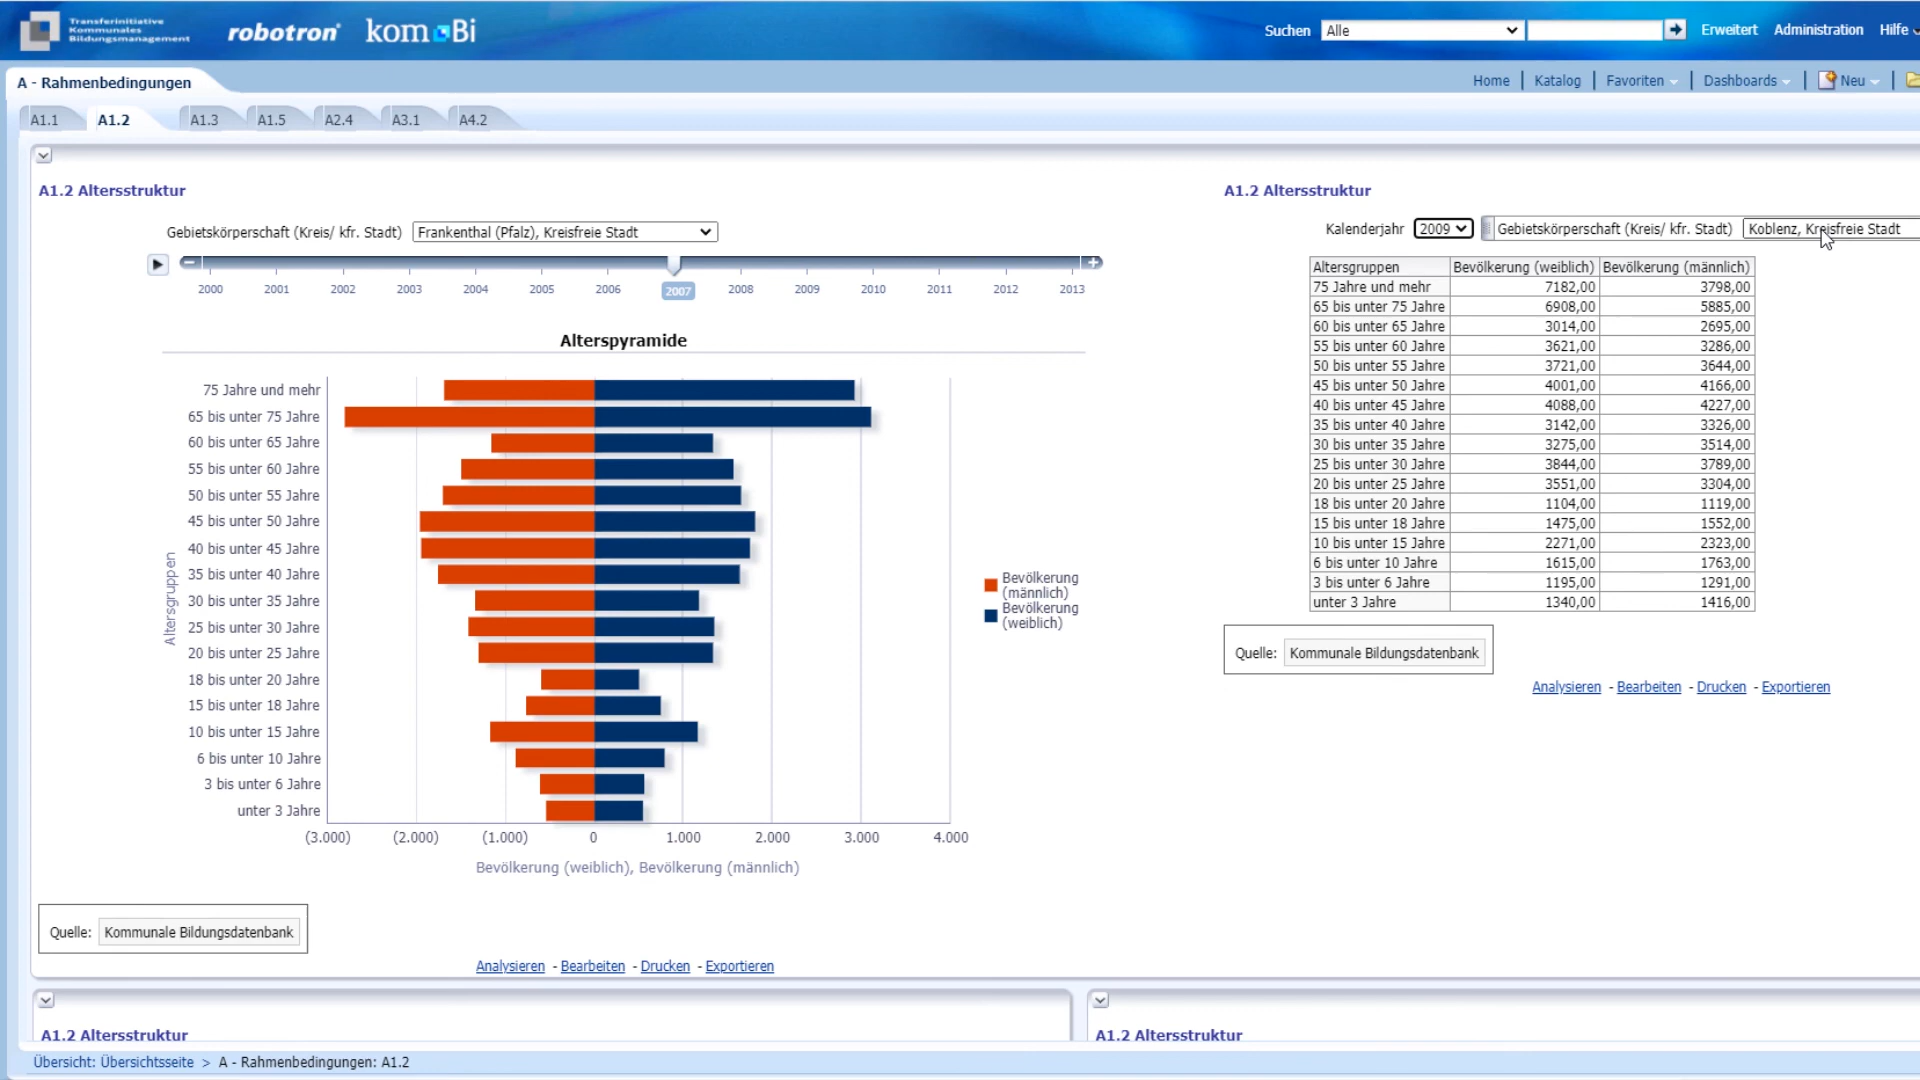 Transferinitiative
Kommunales
Bildungsmanagement
robotron®
komBi
Suchen Alle Erweitert Administration Hilfe
A - Rahmenbedingungen
Home Katalog Favoriten Dashboards Neu
A1.1 A1.2 A1.3 A1.5 A2.4 A3.1 A4.2
A1.2 Altersstruktur
Gebietskörperschaft (Kreis/ kfr. Stadt) Frankenthal (Pfalz), Kreisfreie Stadt
2000 2001 2002 2003 2004 2005 2006 2007 2008 2009 2010 2011 2012 2013
Alterspyramide
75 Jahre und mehr
65 bis unter 75 Jahre
60 bis unter 65 Jahre
55 bis unter 60 Jahre
50 bis unter 55 Jahre
45 bis unter 50 Jahre
40 bis unter 45 Jahre
35 bis unter 40 Jahre
30 bis unter 35 Jahre
25 bis unter 30 Jahre
20 bis unter 25 Jahre
18 bis unter 20 Jahre
15 bis unter 18 Jahre
10 bis unter 15 Jahre
6 bis unter 10 Jahre
3 bis unter 6 Jahre
unter 3 Jahre
Altersgruppen
(3.000) (2.000) (1.000) 0 1.000 2.000 3.000 4.000
Bevölkerung (weiblich), Bevölkerung (männlich)
Bevölkerung
(männlich)
Bevölkerung
(weiblich)
Quelle: Kommunale Bildungsdatenbank
Analysieren - Bearbeiten - Drucken - Exportieren
A1.2 Altersstruktur
Kalenderjahr 2009 Gebietskörperschaft (Kreis/ kfr. Stadt) Koblenz, Kreisfreie Stadt
Altersgruppen Bevölkerung (weiblich) Bevölkerung (männlich)
75 Jahre und mehr 7182,00 3798,00
65 bis unter 75 Jahre 6908,00 5885,00
60 bis unter 65 Jahre 3014,00 2695,00
55 bis unter 60 Jahre 3621,00 3286,00
50 bis unter 55 Jahre 3721,00 3644,00
45 bis unter 50 Jahre 4001,00 4166,00
40 bis unter 45 Jahre 4088,00 4227,00
35 bis unter 40 Jahre 3142,00 3326,00
30 bis unter 35 Jahre 3275,00 3514,00
25 bis unter 30 Jahre 3844,00 3789,00
20 bis unter 25 Jahre 3551,00 3304,00
18 bis unter 20 Jahre 1104,00 1119,00
15 bis unter 18 Jahre 1475,00 1552,00
10 bis unter 15 Jahre 2271,00 2323,00
6 bis unter 10 Jahre 1615,00 1763,00
3 bis unter 6 Jahre 1195,00 1291,00
unter 3 Jahre 1340,00 1416,00
Quelle: Kommunale Bildungsdatenbank
Analysieren - Bearbeiten - Drucken - Exportieren
A1.2 Altersstruktur
A1.2 Altersstruktur
Übersicht: Übersichtsseite > A - Rahmenbedingungen: A1.2